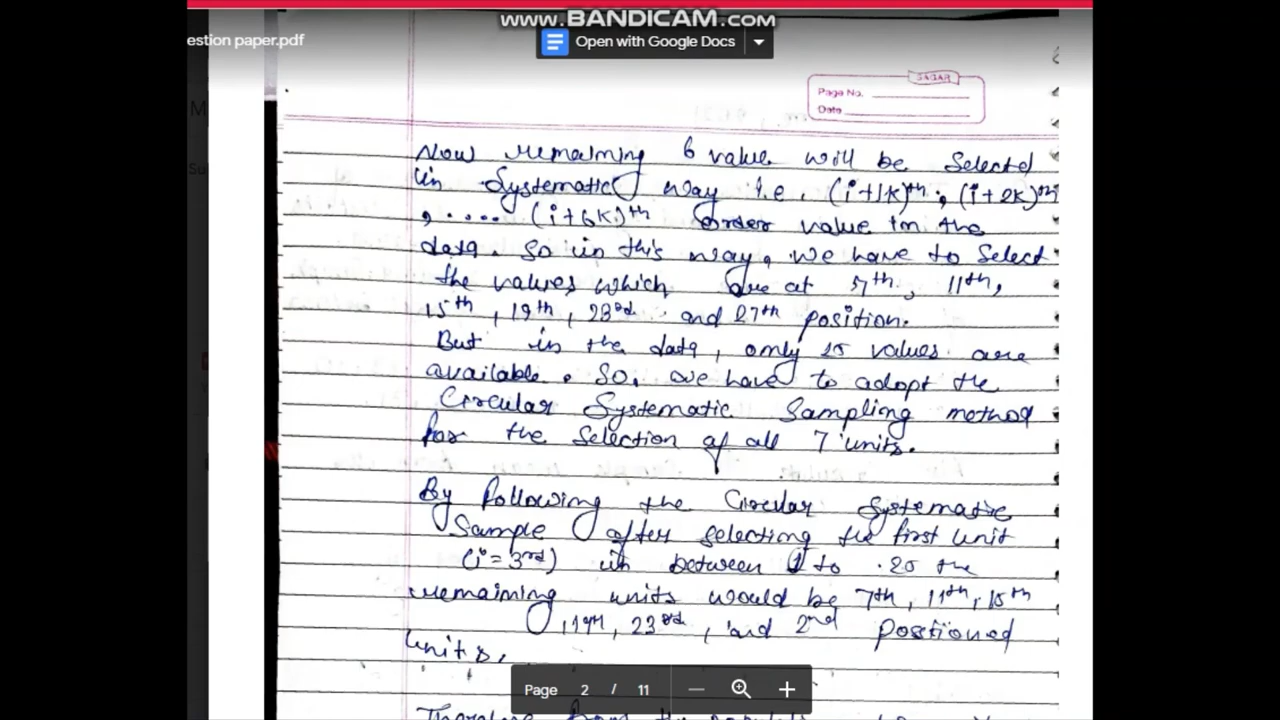 www.BANDICAM.com
estion paper.pdf
Open with Google Docs
SAGAR
Page No.
Date
Now remaining 6 value will be Selected
in Systematic way i.e. (i+1k)th, (i+2k)th
, ..... (i+6k)th order value in the
data. So in this way, we have to Select
the values which are at 7th, 11th,
15th, 19th, 23rd and 27th position.
But in the data, only 25 values are
available. So, we have to adopt the
Circular Systematic Sampling method
for the Selection of all 7 units.
By following the Circular Systematic
Sample after selecting the first unit
(i = 3rd) in between 1 to 25 the
remaining units would be 7th, 11th, 15th
, 19th, 23rd, and 2nd positioned
units.
Page 2 / 11
Therefore from the population